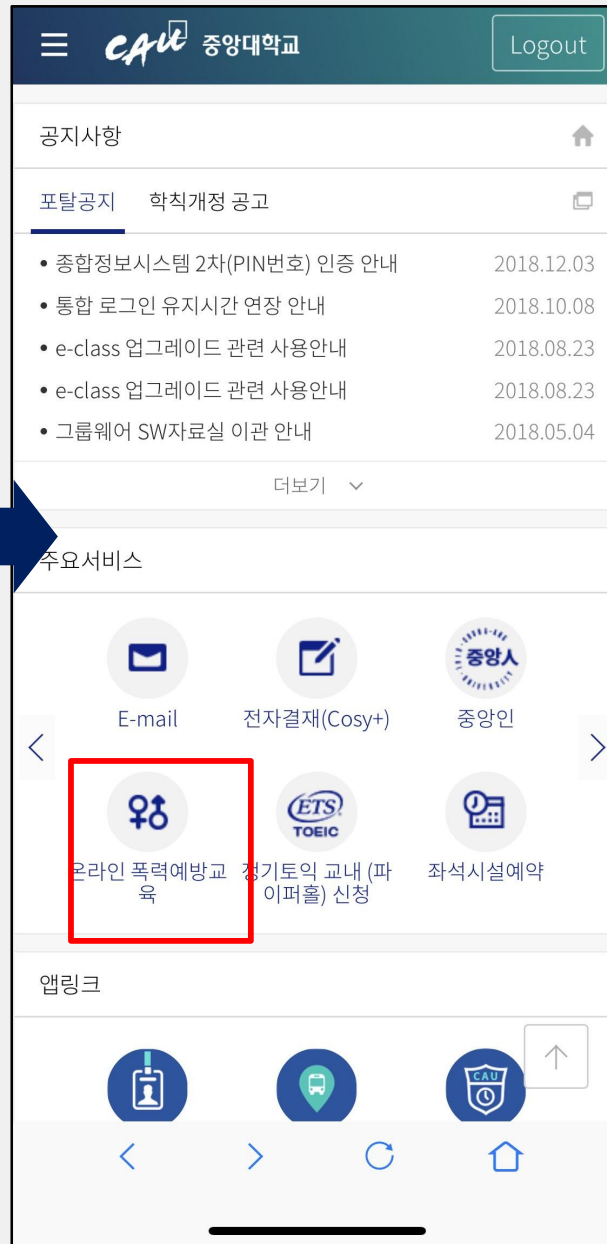 CAU 중앙대학교 Logout
공지사항
포탈공지 학칙개정 공고
• 종합정보시스템 2차(PIN번호) 인증 안내 2018.12.03
• 통합 로그인 유지시간 연장 안내 2018.10.08
• e-class 업그레이드 관련 사용안내 2018.08.23
• e-class 업그레이드 관련 사용안내 2018.08.23
• 그룹웨어 SW자료실 이관 안내 2018.05.04
더보기
주요서비스
중앙人
E-mail 전자결재(Cosy+) 중앙인
ETS
TOEIC
온라인 폭력예방교 정기토익 교내 (파 좌석시설예약
육 이퍼홀) 신청
앱링크
CAU